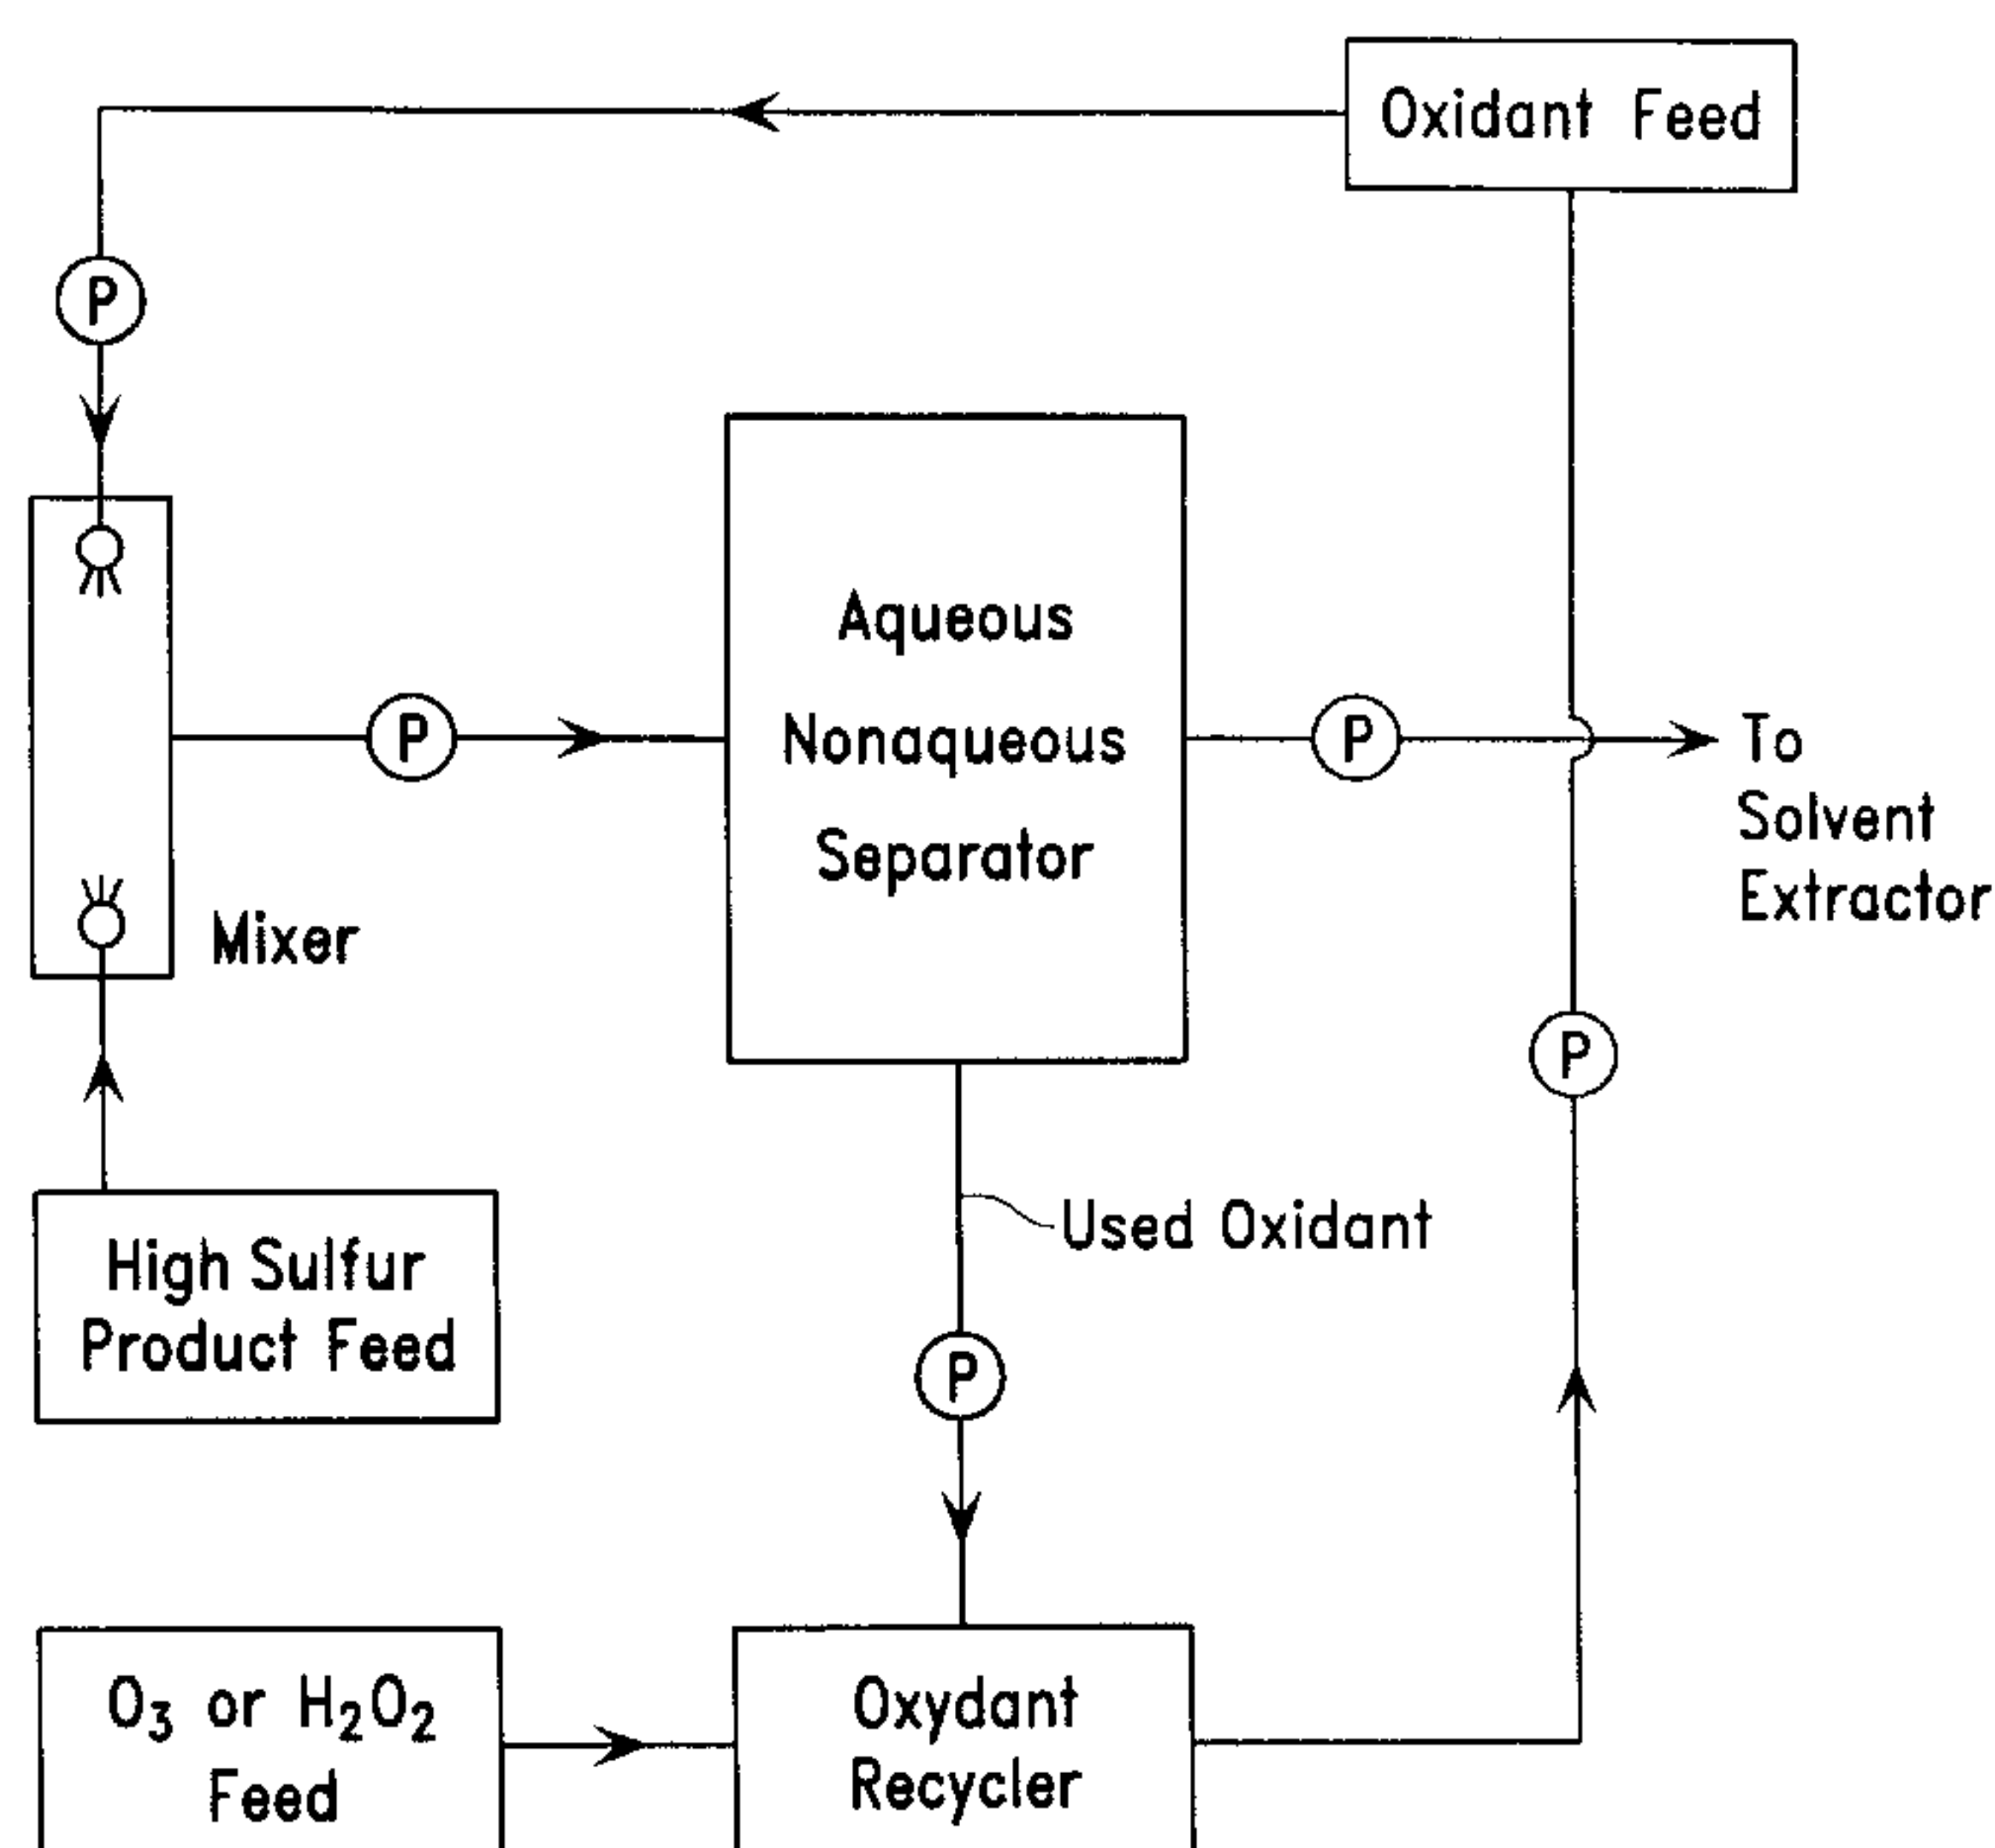 Oxidant Feed
P
Aqueous
Nonaqueous
Separator
P
P
To
Solvent
Extractor
Mixer
P
High Sulfur
Product Feed
Used Oxidant
P
O₃ or H₂O₂
Feed
Oxydant
Recycler